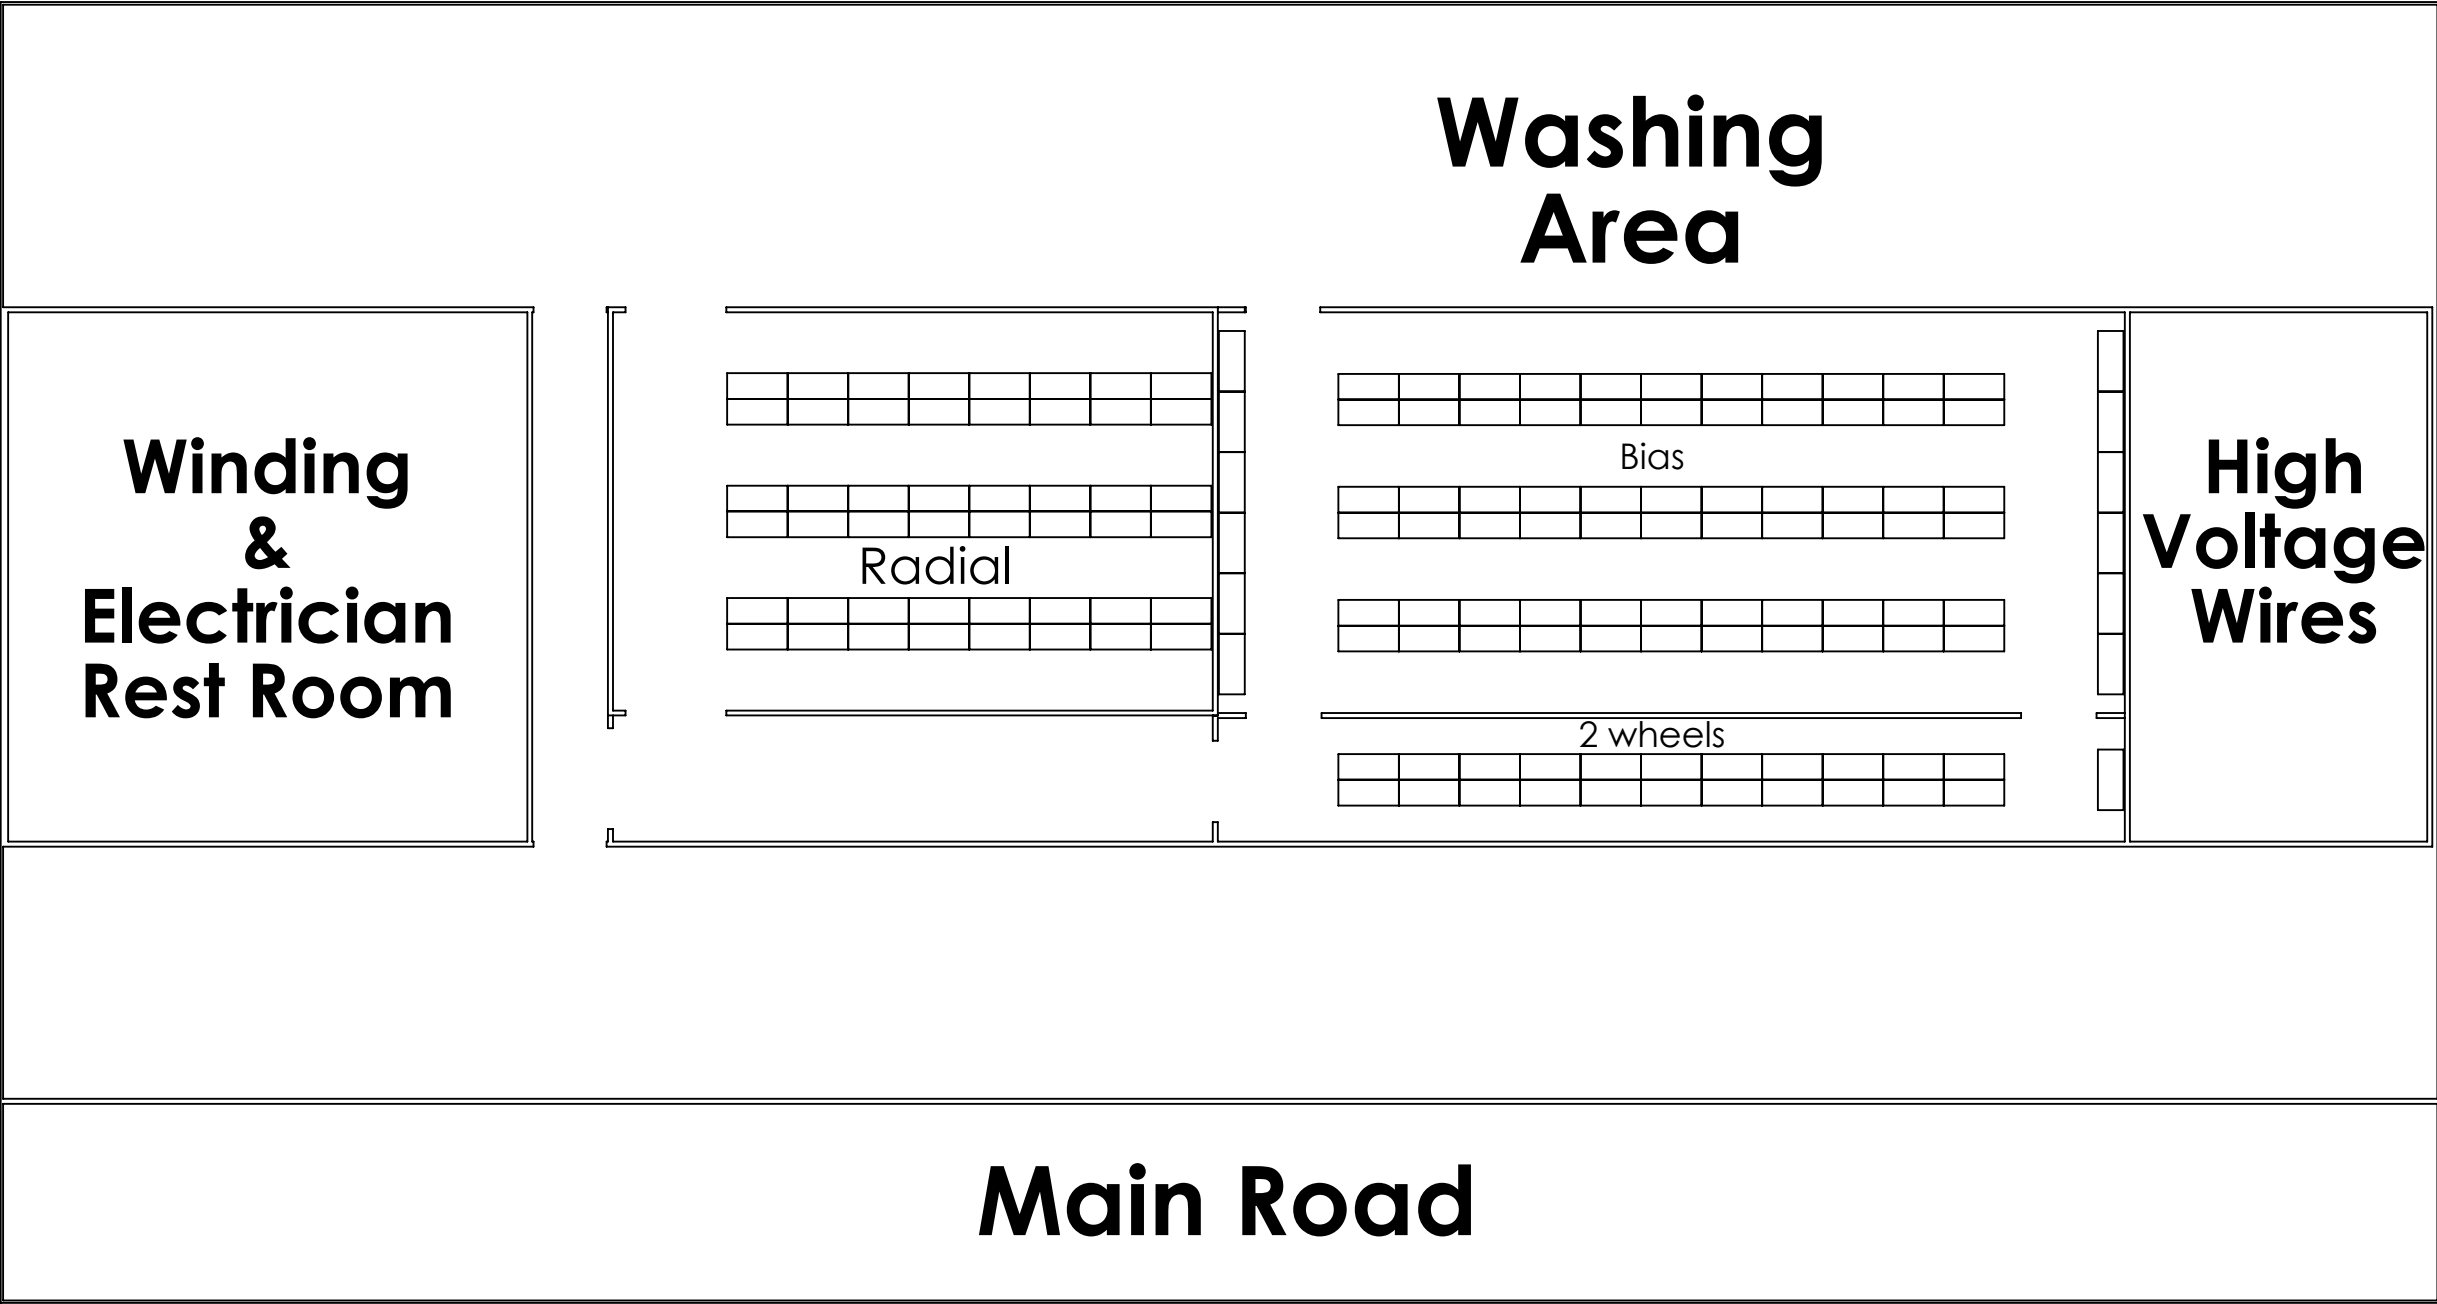 Washing
Area
Winding
&
Electrician
Rest Room
Radial
Bias
2 wheels
High
Voltage
Wires
Main Road